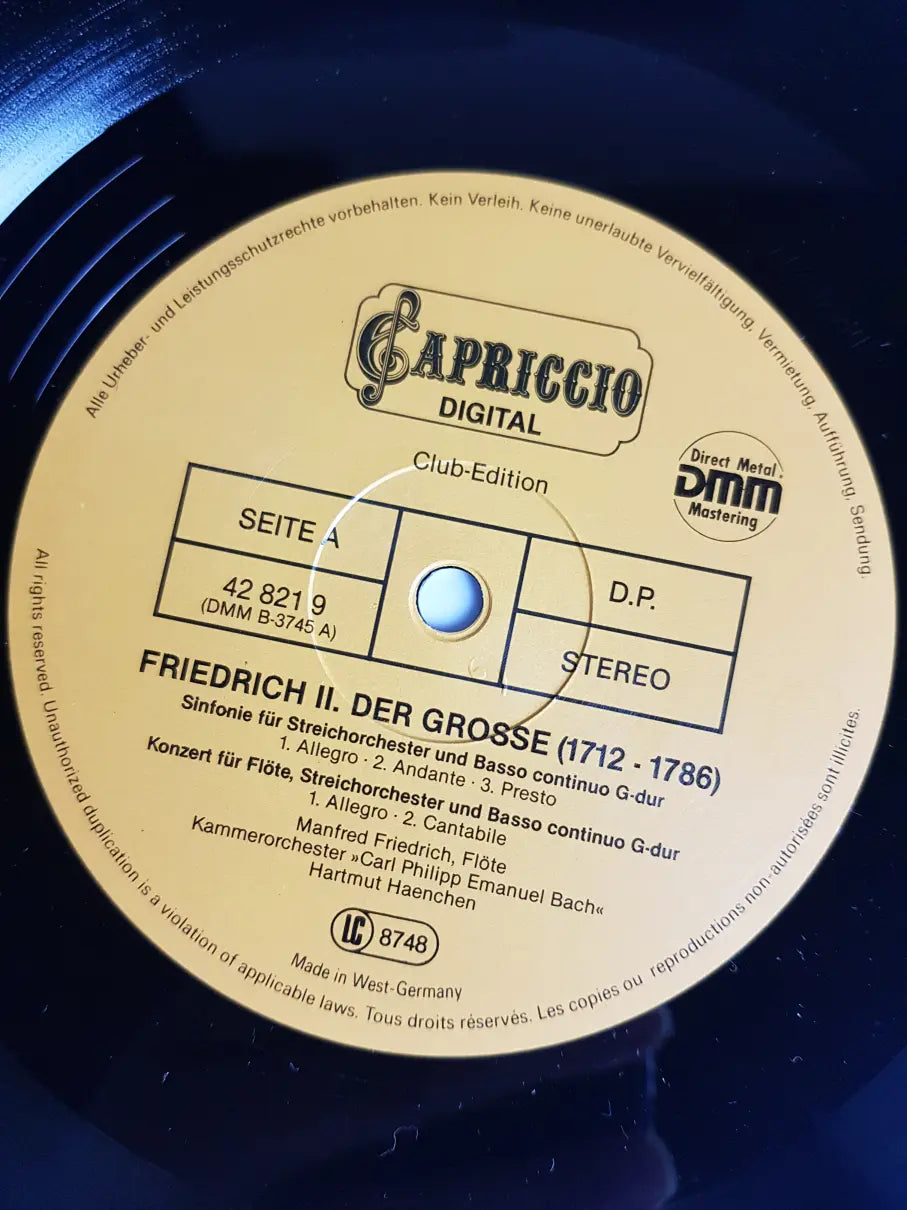 Alle Urheber- und Leistungsschutzrechte vorbehalten. Kein Verleih. Keine unerlaubte Vervielfältigung, Vermietung, Aufführung, Sendung.
CAPRICCIO
DIGITAL
Club-Edition
Direct Metal
DMM
Mastering
SEITE A
42 821 9
(DMM B-3745 A)
D.P.
STEREO
FRIEDRICH II. DER GROSSE (1712 - 1786)
Sinfonie für Streichorchester und Basso continuo G-dur
1. Allegro · 2. Andante · 3. Presto
Konzert für Flöte, Streichorchester und Basso continuo G-dur
1. Allegro · 2. Cantabile
Manfred Friedrich, Flöte
Kammerorchester »Carl Philipp Emanuel Bach«
Hartmut Haenchen
LC 8748
Made in West-Germany
All rights reserved. Unauthorized duplication is a violation of applicable laws. Tous droits réservés. Les copies ou reproductions non-autorisées sont illicites.